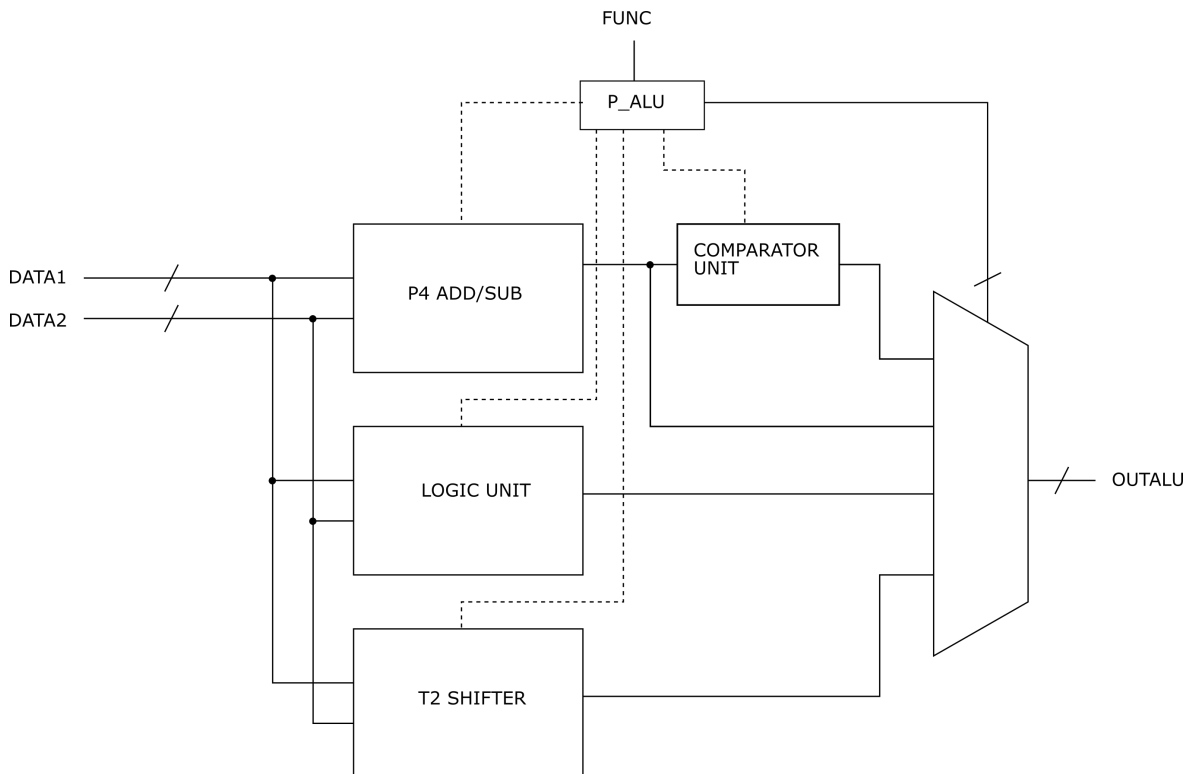 FUNC
P_ALU
COMPARATOR
UNIT
DATA1
P4 ADD/SUB
DATA2
OUTALU
LOGIC UNIT
T2 SHIFTER